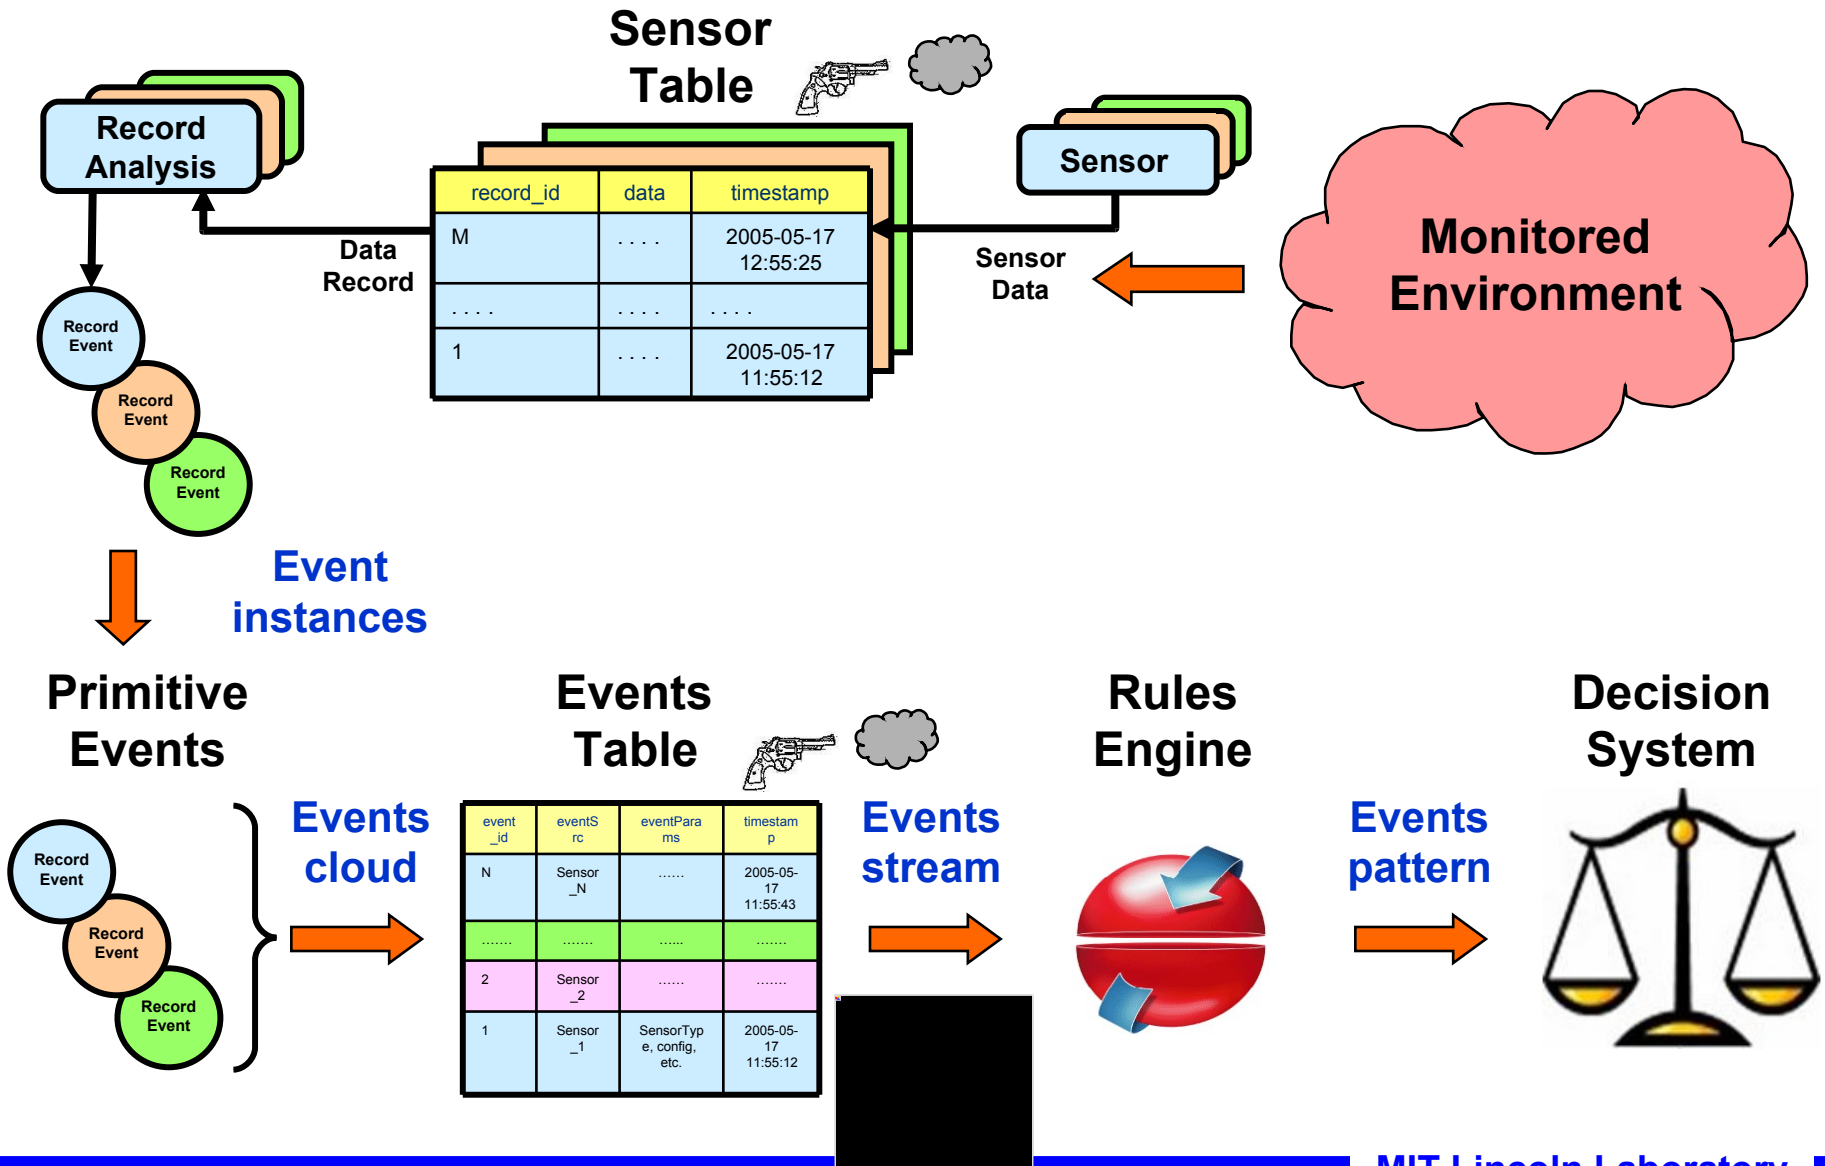 Sensor
Table
Record
Analysis
Sensor
record_id data timestamp
M . . . . 2005-05-17
12:55:25
. . . . . . . . . . . .
1 . . . . 2005-05-17
11:55:12
Data
Record
Sensor
Data
Monitored
Environment
Record
Event
Record
Event
Record
Event
Event
instances
Primitive
Events
Events
Table
Rules
Engine
Decision
System
Record
Event
Record
Event
Record
Event
Events
cloud
event
_id
eventS
rc
eventPara
ms
timestam
p
N
Sensor
_N
......
2005-05-
17
11:55:43
....... ....... ...... .......
2
Sensor
_2
......
.......
1
Sensor
_1
SensorTyp
e, config,
etc.
2005-05-
17
11:55:12
Events
stream
Events
pattern
MIT Lincoln Laboratory